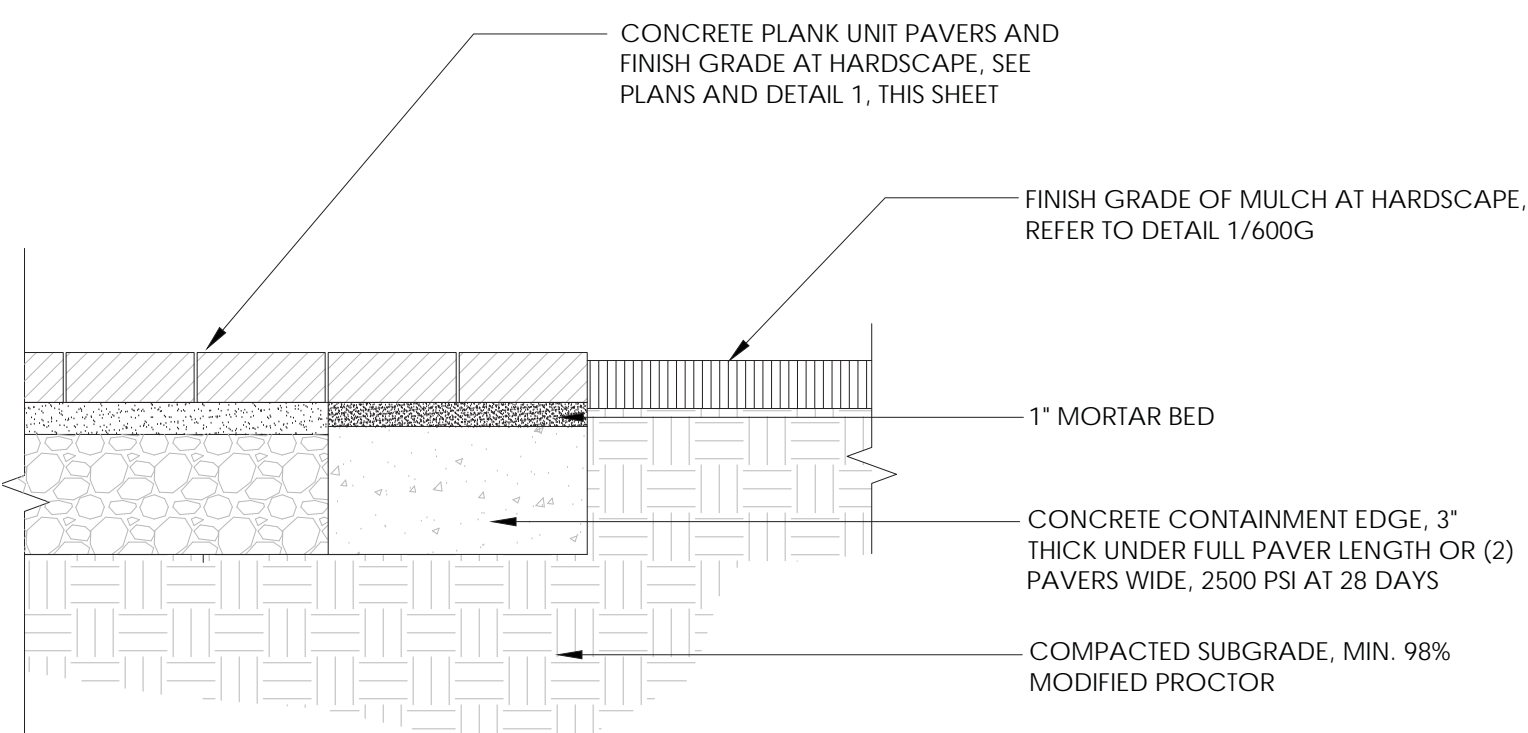 CONCRETE PLANK UNIT PAVERS AND
FINISH GRADE AT HARDSCAPE, SEE
PLANS AND DETAIL 1, THIS SHEET
FINISH GRADE OF MULCH AT HARDSCAPE,
REFER TO DETAIL 1/600G
1" MORTAR BED
CONCRETE CONTAINMENT EDGE, 3"
THICK UNDER FULL PAVER LENGTH OR (2)
PAVERS WIDE, 2500 PSI AT 28 DAYS
COMPACTED SUBGRADE, MIN. 98%
MODIFIED PROCTOR